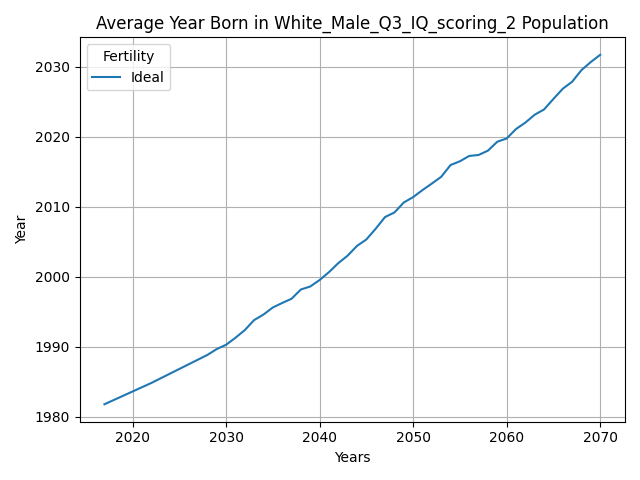 Average Year Born in White_Male_Q3_IQ_scoring_2 Population
Fertility
Ideal
2030
2020
2010
2000
1990
1980
Year
2020 2030 2040 2050 2060 2070
Years